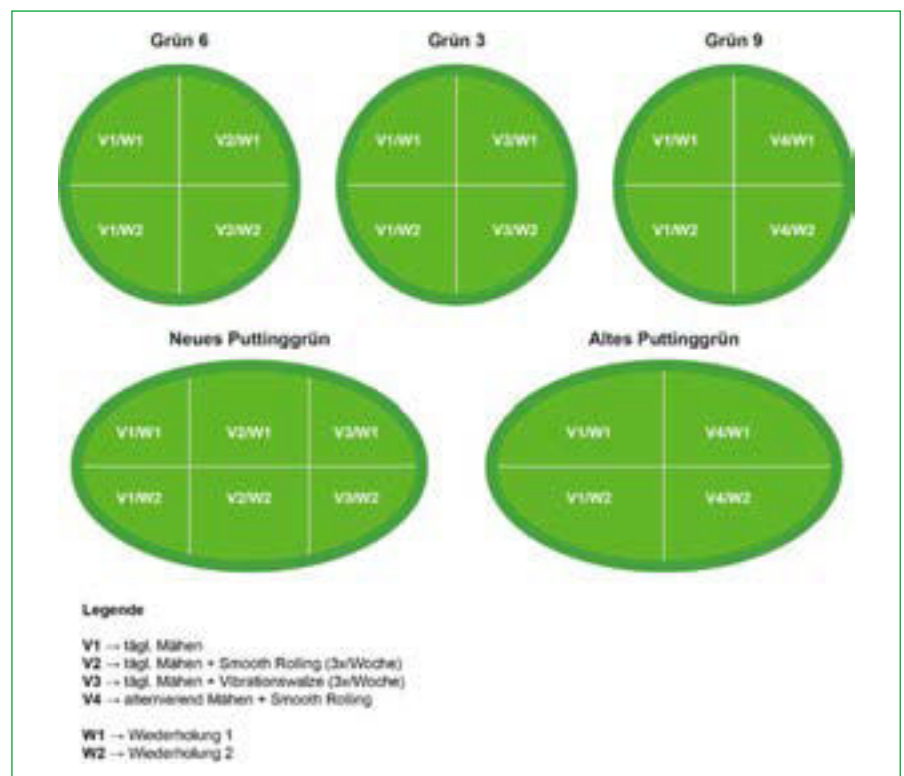 Grün 6 Grün 3 Grün 9
V1/W1 V2/W1 V1/W1 V3/W1 V1/W1 V4/W1
V1/W2 V2/W2 V1/W2 V3/W2 V1/W2 V4/W2
Neues Puttinggrün Altes Puttinggrün
V1/W1 V2/W1 V3/W1 V1/W1 V4/W1
V1/W2 V2/W2 V3/W2 V1/W2 V4/W2
Legende
V1 → tägl. Mähen
V2 → tägl. Mähen + Smooth Rolling (3x/Woche)
V3 → tägl. Mähen + Vibrationswalze (3x/Woche)
V4 → alternierend Mähen + Smooth Rolling
W1 → Wiederholung 1
W2 → Wiederholung 2